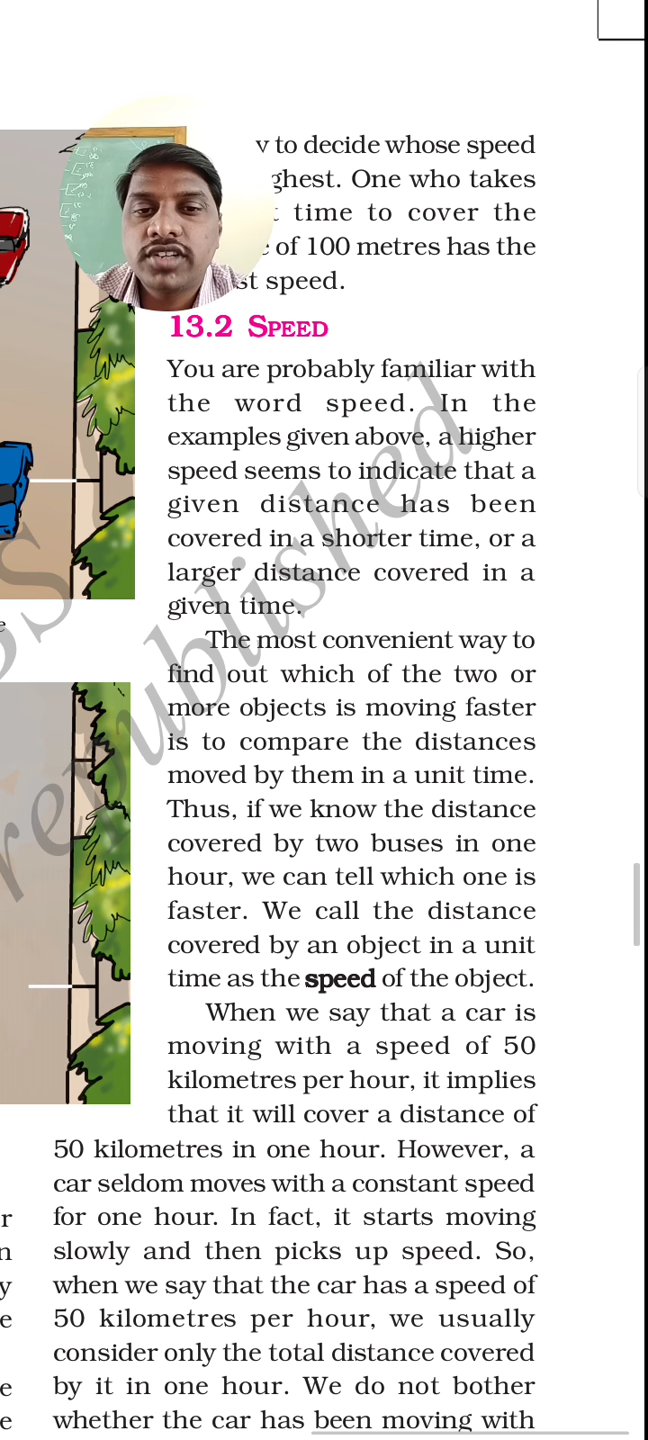 to decide whose speed
One who takes
time to cover the
of 100 metres has the
speed.
13.2 SPEED
You are probably familiar with
the word speed. In the
examples given above, a higher
speed seems to indicate that a
given distance has been
covered in a shorter time, or a
larger distance covered in a
given time.
The most convenient way to
find out which of the two or
more objects is moving faster
is to compare the distances
moved by them in a unit time.
Thus, if we know the distance
covered by two buses in one
hour, we can tell which one is
faster. We call the distance
covered by an object in a unit
time as the speed of the object.
When we say that a car is
moving with a speed of 50
kilometres per hour, it implies
that it will cover a distance of
50 kilometres in one hour. However, a
car seldom moves with a constant speed
for one hour. In fact, it starts moving
slowly and then picks up speed. So,
when we say that the car has a speed of
50 kilometres per hour, we usually
consider only the total distance covered
by it in one hour. We do not bother
whether the car has been moving with
republished